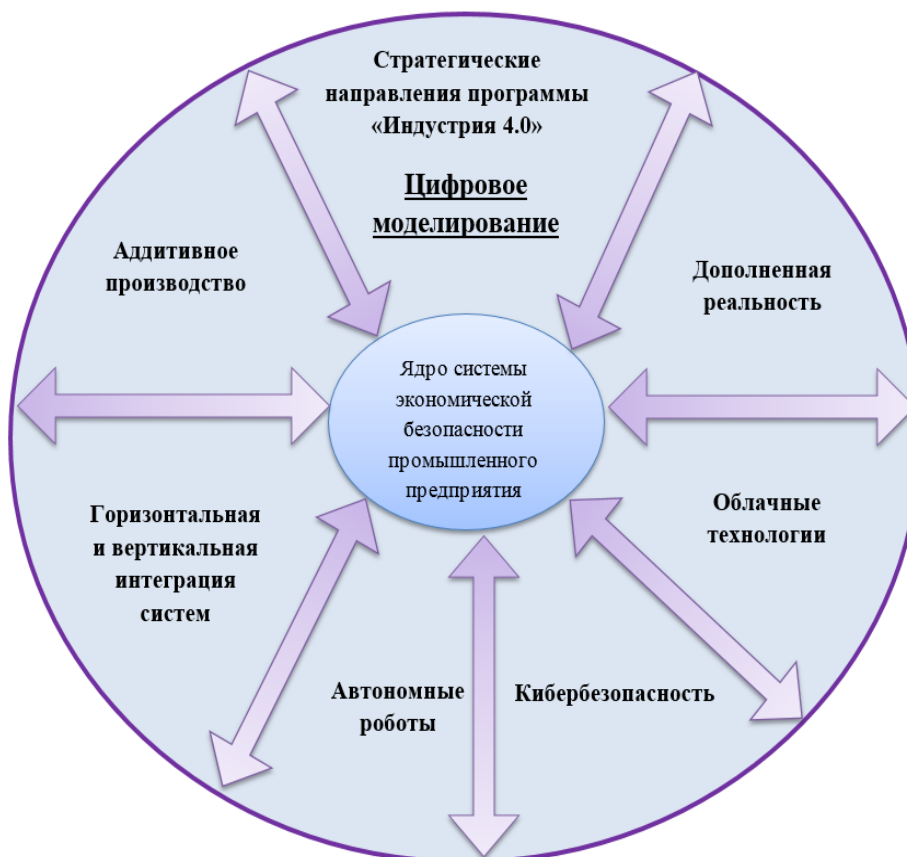 Стратегические
направления программы
«Индустрия 4.0»
Цифровое
моделирование
Аддитивное
производство
Дополненная
реальность
Ядро системы
экономической
безопасности
промышленного
предприятия
Горизонтальная
и вертикальная
интеграция
систем
Облачные
технологии
Автономные
роботы
Кибербезопасность